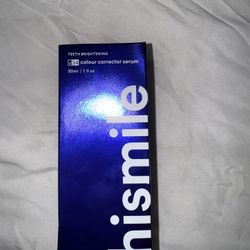 TEETH BRIGHTENING
v34 colour corrector serum
30ml | 1 fl oz
hismile